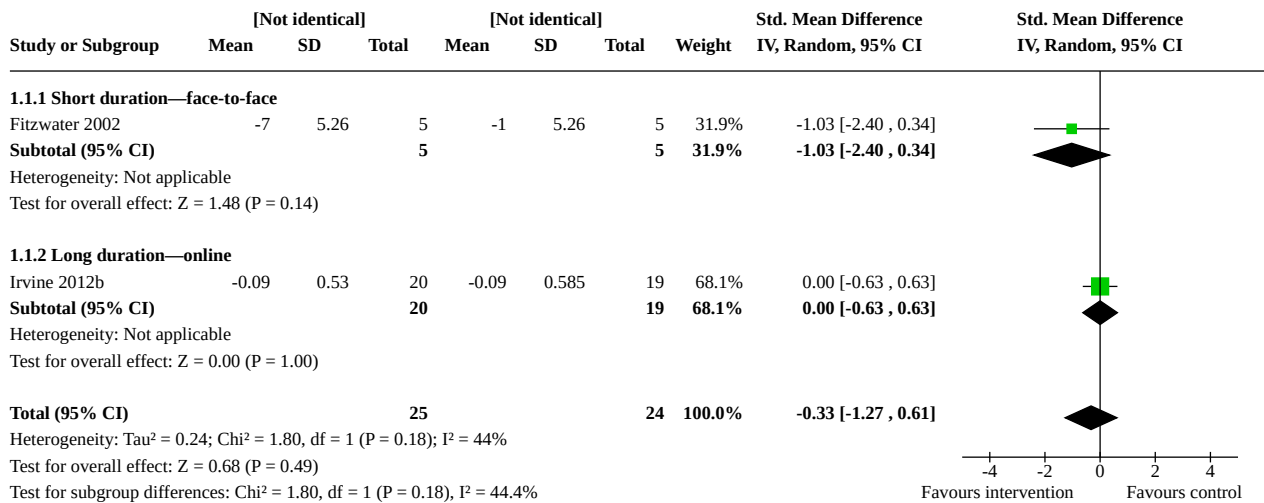 [Not identical] [Not identical] Std. Mean Difference Std. Mean Difference
Study or Subgroup Mean SD Total Mean SD Total Weight IV, Random, 95% CI IV, Random, 95% CI
1.1.1 Short duration—face-to-face
Fitzwater 2002 -7 5.26 5 -1 5.26 5 31.9% -1.03 [-2.40 , 0.34]
Subtotal (95% CI) 5 5 31.9% -1.03 [-2.40 , 0.34]
Heterogeneity: Not applicable
Test for overall effect: Z = 1.48 (P = 0.14)
1.1.2 Long duration—online
Irvine 2012b -0.09 0.53 20 -0.09 0.585 19 68.1% 0.00 [-0.63 , 0.63]
Subtotal (95% CI) 20 19 68.1% 0.00 [-0.63 , 0.63]
Heterogeneity: Not applicable
Test for overall effect: Z = 0.00 (P = 1.00)
Total (95% CI) 25 24 100.0% -0.33 [-1.27 , 0.61]
Heterogeneity: Tau² = 0.24; Chi² = 1.80, df = 1 (P = 0.18); I² = 44%
Test for overall effect: Z = 0.68 (P = 0.49)
-4 -2 0 2 4
Test for subgroup differences: Chi² = 1.80, df = 1 (P = 0.18), I² = 44.4% Favours intervention Favours control